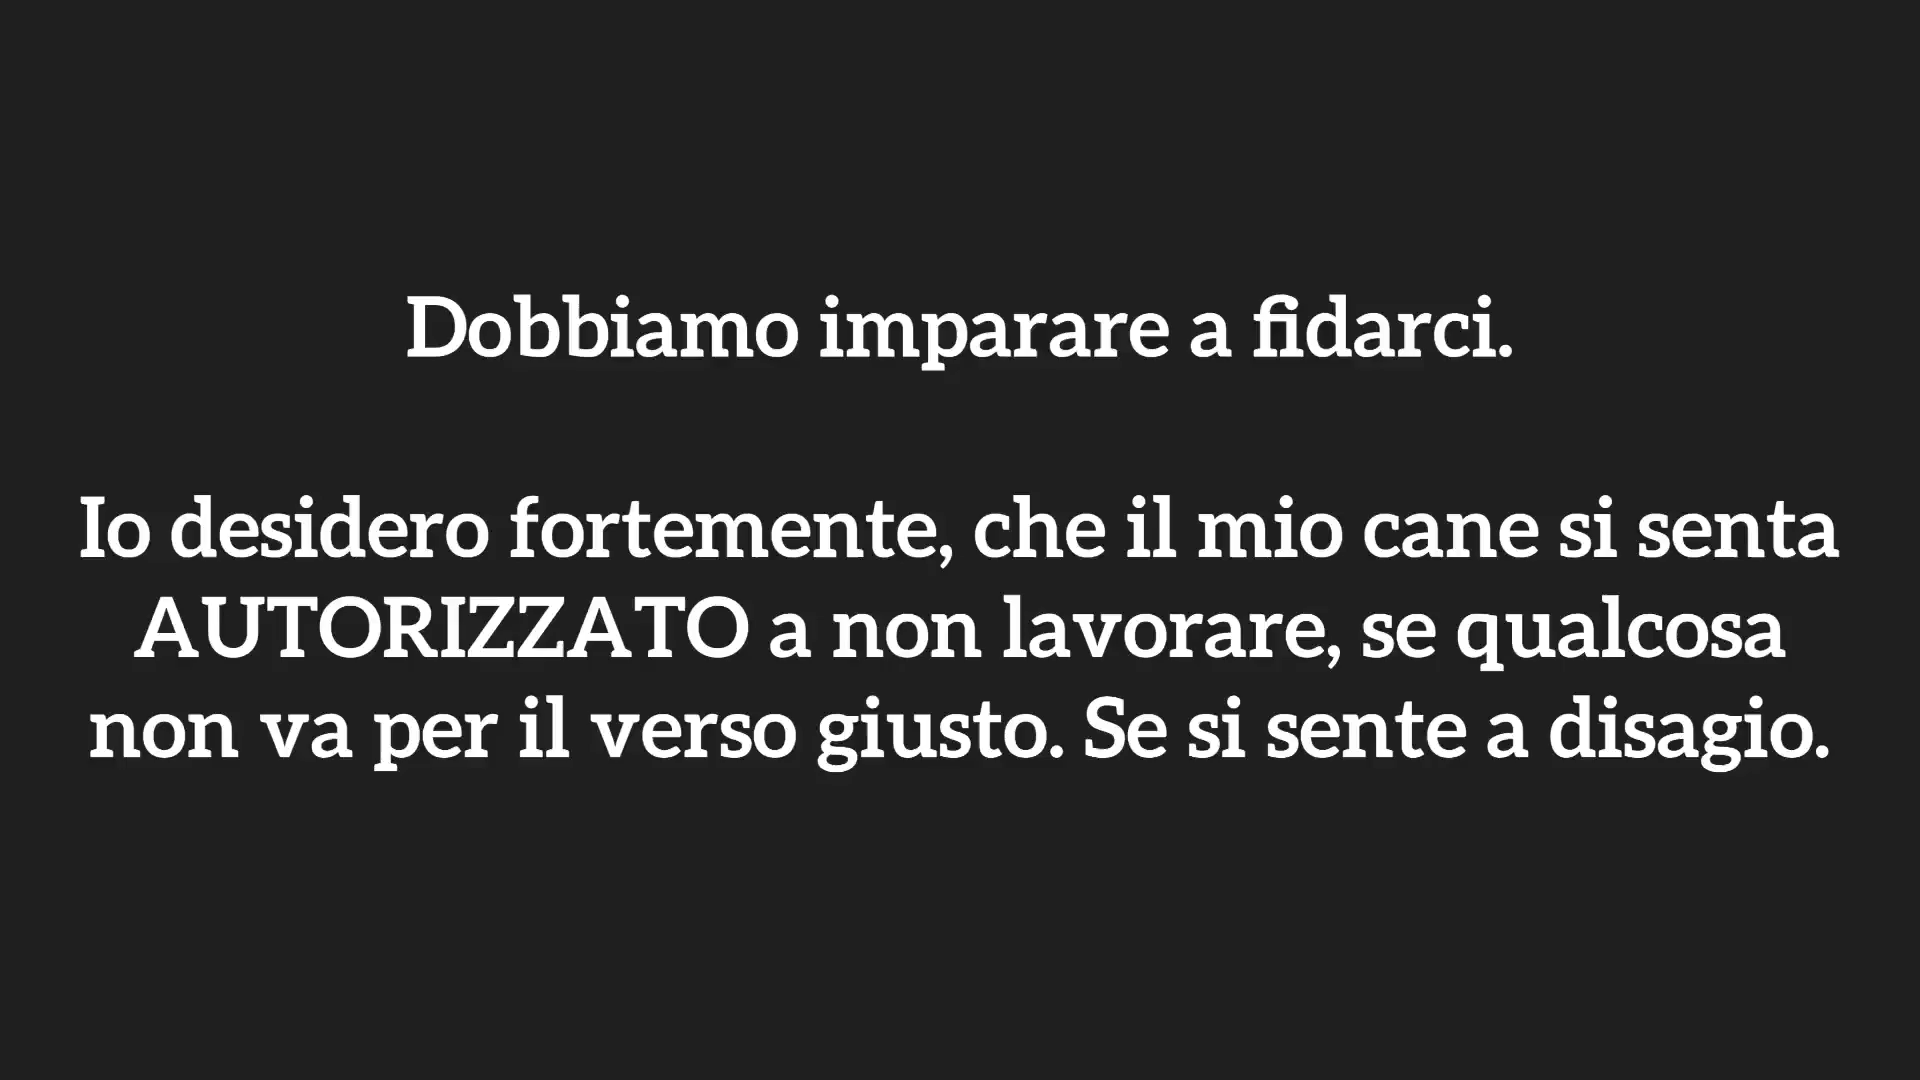 Dobbiamo imparare a fidarci.
Io desidero fortemente, che il mio cane si senta
AUTORIZZATO a non lavorare, se qualcosa
non va per il verso giusto. Se si sente a disagio.